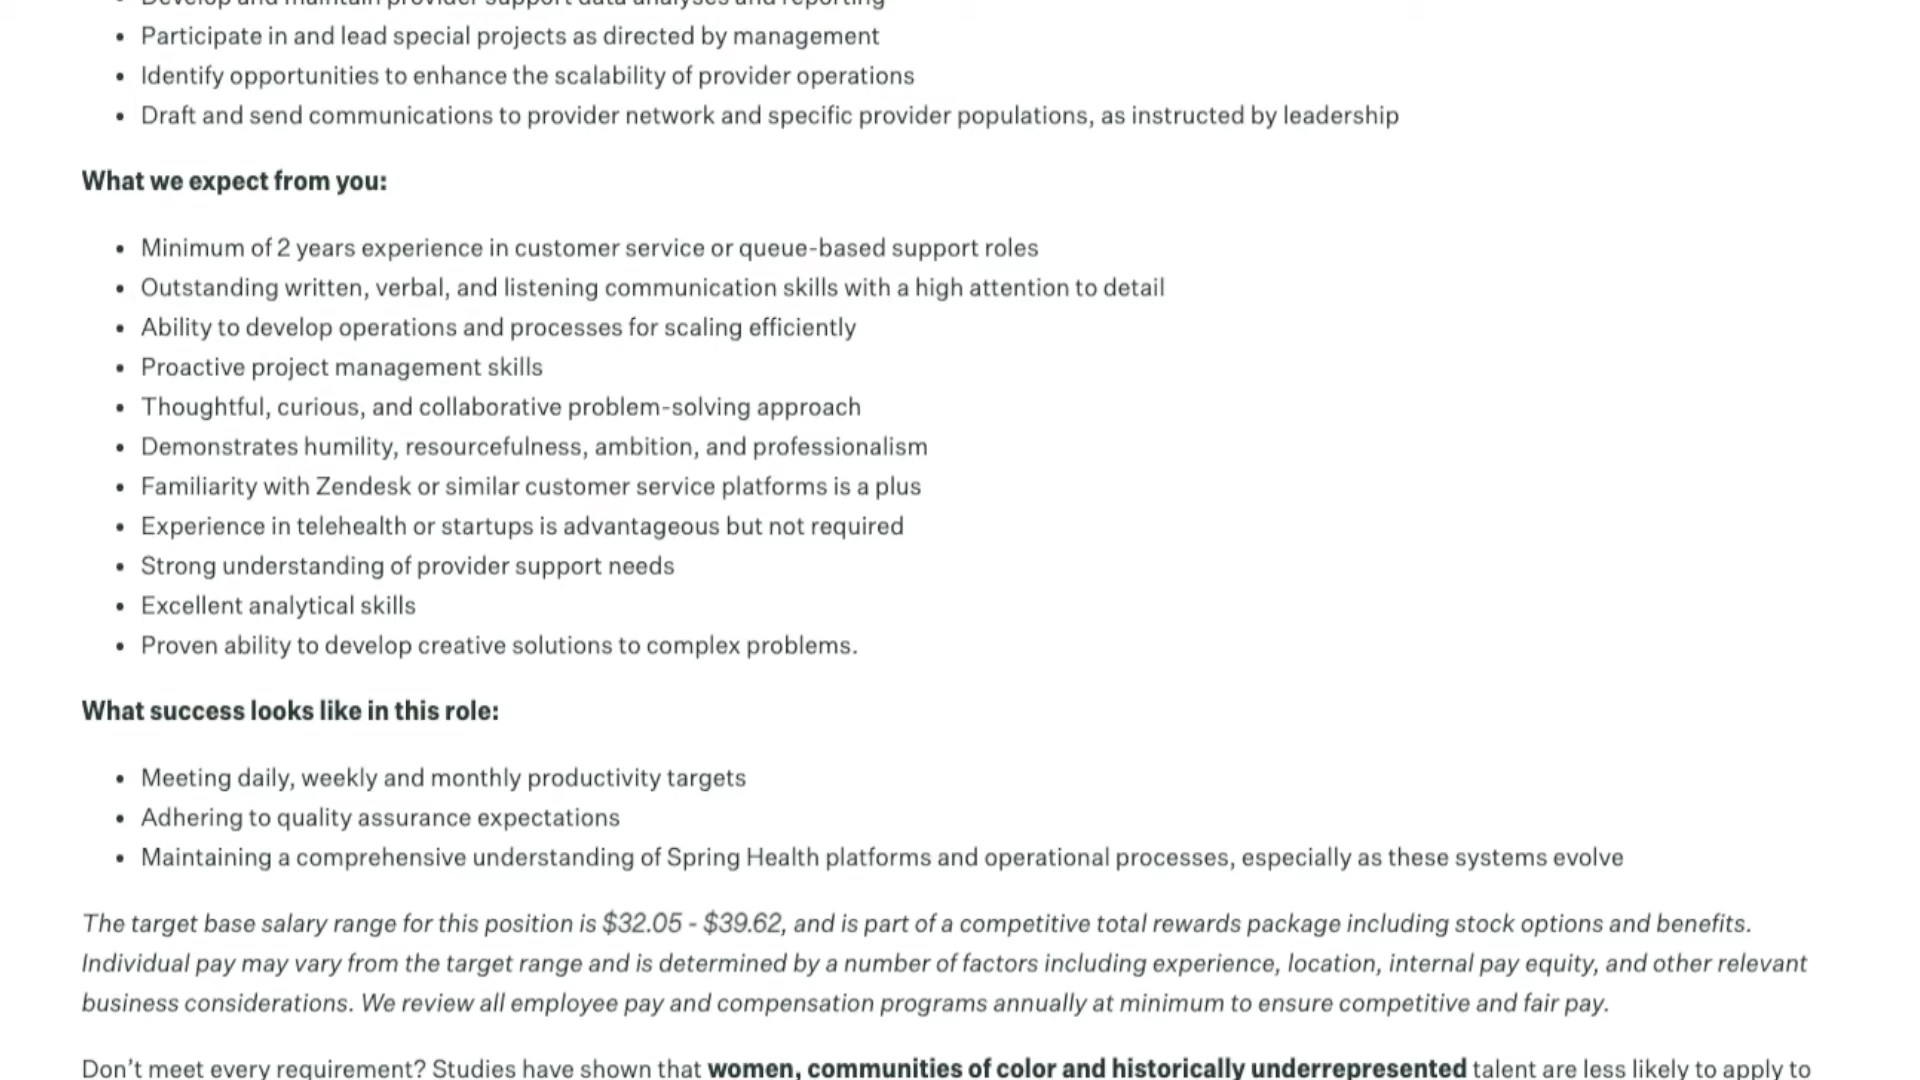 Develop and maintain provider support data analyses and reporting
Participate in and lead special projects as directed by management
Identify opportunities to enhance the scalability of provider operations
Draft and send communications to provider network and specific provider populations, as instructed by leadership
What we expect from you:
Minimum of 2 years experience in customer service or queue-based support roles
Outstanding written, verbal, and listening communication skills with a high attention to detail
Ability to develop operations and processes for scaling efficiently
Proactive project management skills
Thoughtful, curious, and collaborative problem-solving approach
Demonstrates humility, resourcefulness, ambition, and professionalism
Familiarity with Zendesk or similar customer service platforms is a plus
Experience in telehealth or startups is advantageous but not required
Strong understanding of provider support needs
Excellent analytical skills
Proven ability to develop creative solutions to complex problems.
What success looks like in this role:
Meeting daily, weekly and monthly productivity targets
Adhering to quality assurance expectations
Maintaining a comprehensive understanding of Spring Health platforms and operational processes, especially as these systems evolve
The target base salary range for this position is $32.05 - $39.62, and is part of a competitive total rewards package including stock options and benefits.
Individual pay may vary from the target range and is determined by a number of factors including experience, location, internal pay equity, and other relevant
business considerations. We review all employee pay and compensation programs annually at minimum to ensure competitive and fair pay.
Don't meet every requirement? Studies have shown that women, communities of color and historically underrepresented talent are less likely to apply to